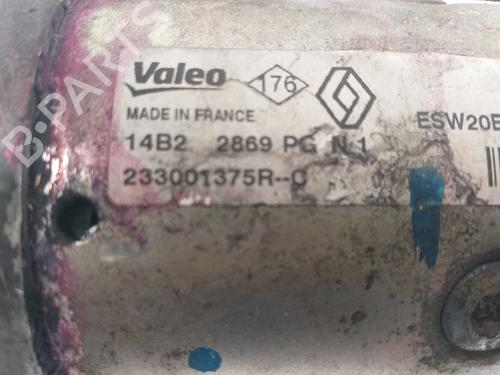 Valeo 176
MADE IN FRANCE ESW20E
14B2 2869 PG N 1
233001375R--C
B-PARTS